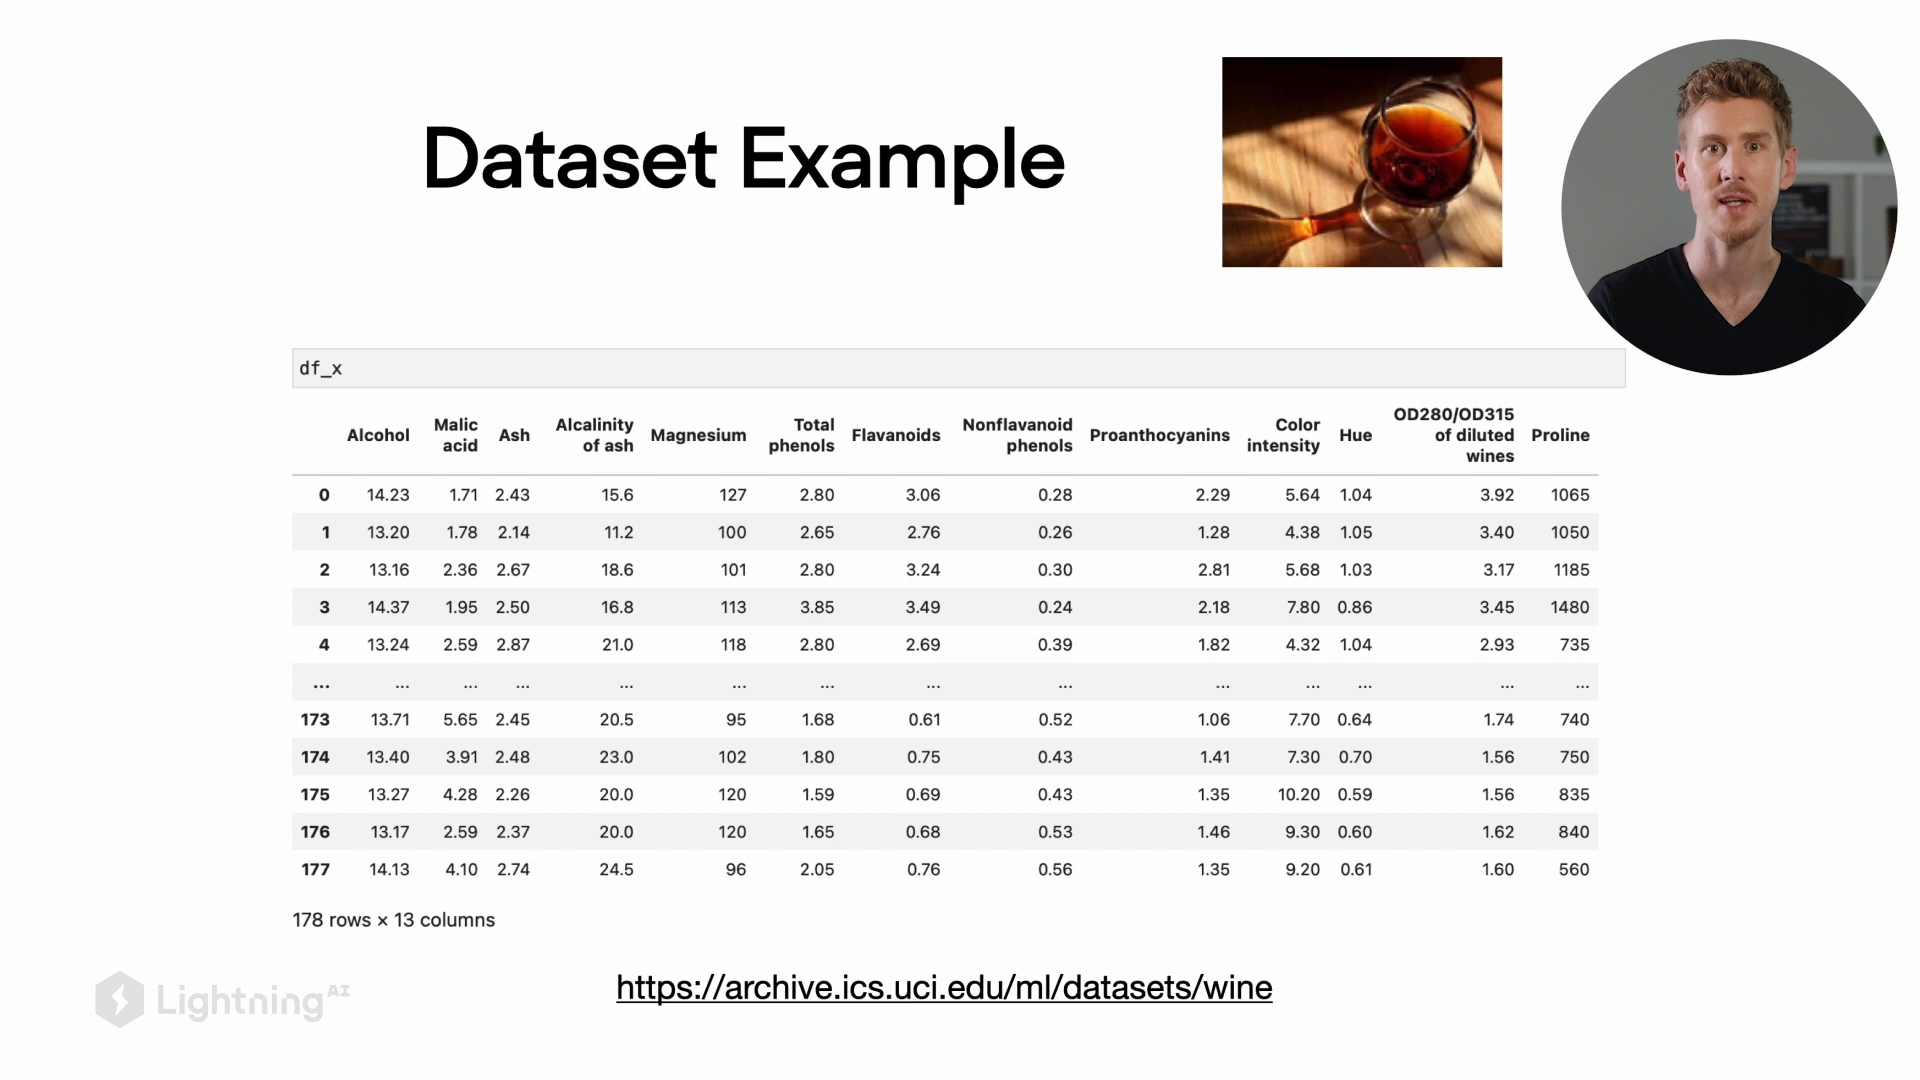 Dataset Example
df_x
Alcohol Malic acid Ash Alcalinity of ash Magnesium Total phenols Flavanoids Nonflavanoid phenols Proanthocyanins Color intensity Hue OD280/OD315 of diluted wines Proline
0 14.23 1.71 2.43 15.6 127 2.80 3.06 0.28 2.29 5.64 1.04 3.92 1065
1 13.20 1.78 2.14 11.2 100 2.65 2.76 0.26 1.28 4.38 1.05 3.40 1050
2 13.16 2.36 2.67 18.6 101 2.80 3.24 0.30 2.81 5.68 1.03 3.17 1185
3 14.37 1.95 2.50 16.8 113 3.85 3.49 0.24 2.18 7.80 0.86 3.45 1480
4 13.24 2.59 2.87 21.0 118 2.80 2.69 0.39 1.82 4.32 1.04 2.93 735
... ... ... ... ... ... ... ... ... ... ... ... ... ...
173 13.71 5.65 2.45 20.5 95 1.68 0.61 0.52 1.06 7.70 0.64 1.74 740
174 13.40 3.91 2.48 23.0 102 1.80 0.75 0.43 1.41 7.30 0.70 1.56 750
175 13.27 4.28 2.26 20.0 120 1.59 0.69 0.43 1.35 10.20 0.59 1.56 835
176 13.17 2.59 2.37 20.0 120 1.65 0.68 0.53 1.46 9.30 0.60 1.62 840
177 14.13 4.10 2.74 24.5 96 2.05 0.76 0.56 1.35 9.20 0.61 1.60 560
178 rows × 13 columns
https://archive.ics.uci.edu/ml/datasets/wine
Lightning AI